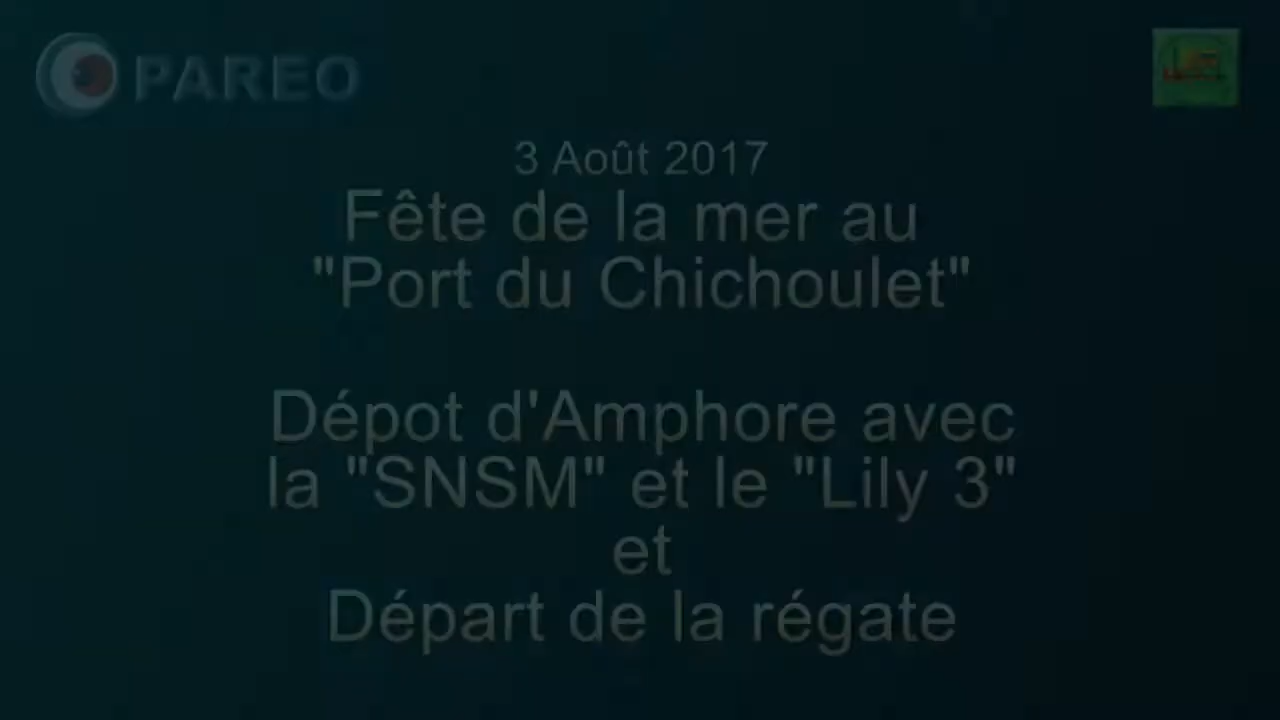 PAREO
3 Août 2017
Fête de la mer au
"Port du Chichoulet"
Dépot d'Amphore avec
la "SNSM" et le "Lily 3"
et
Départ de la régate